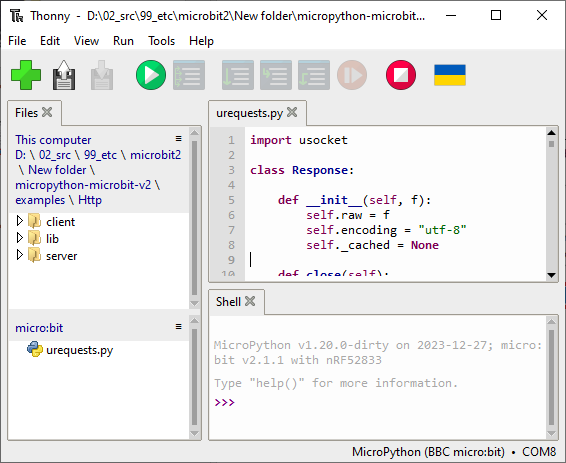 Thonny - D:\02_src\99_etc\microbit2\New folder\micropython-microbit...
File Edit View Run Tools Help
Files
This computer
D: \ 02_src \ 99_etc \ microbit2
\ New folder \
micropython-microbit-v2 \
examples \ Http
client
lib
server
micro:bit
urequests.py
urequests.py
1 import usocket
2
3 class Response:
4
5 def __init__(self, f):
6 self.raw = f
7 self.encoding = "utf-8"
8 self._cached = None
9
10 def close(self):
Shell
MicroPython v1.20.0-dirty on 2023-12-27; micro:
bit v2.1.1 with nRF52833
Type "help()" for more information.
>>>
MicroPython (BBC micro:bit) • COM8